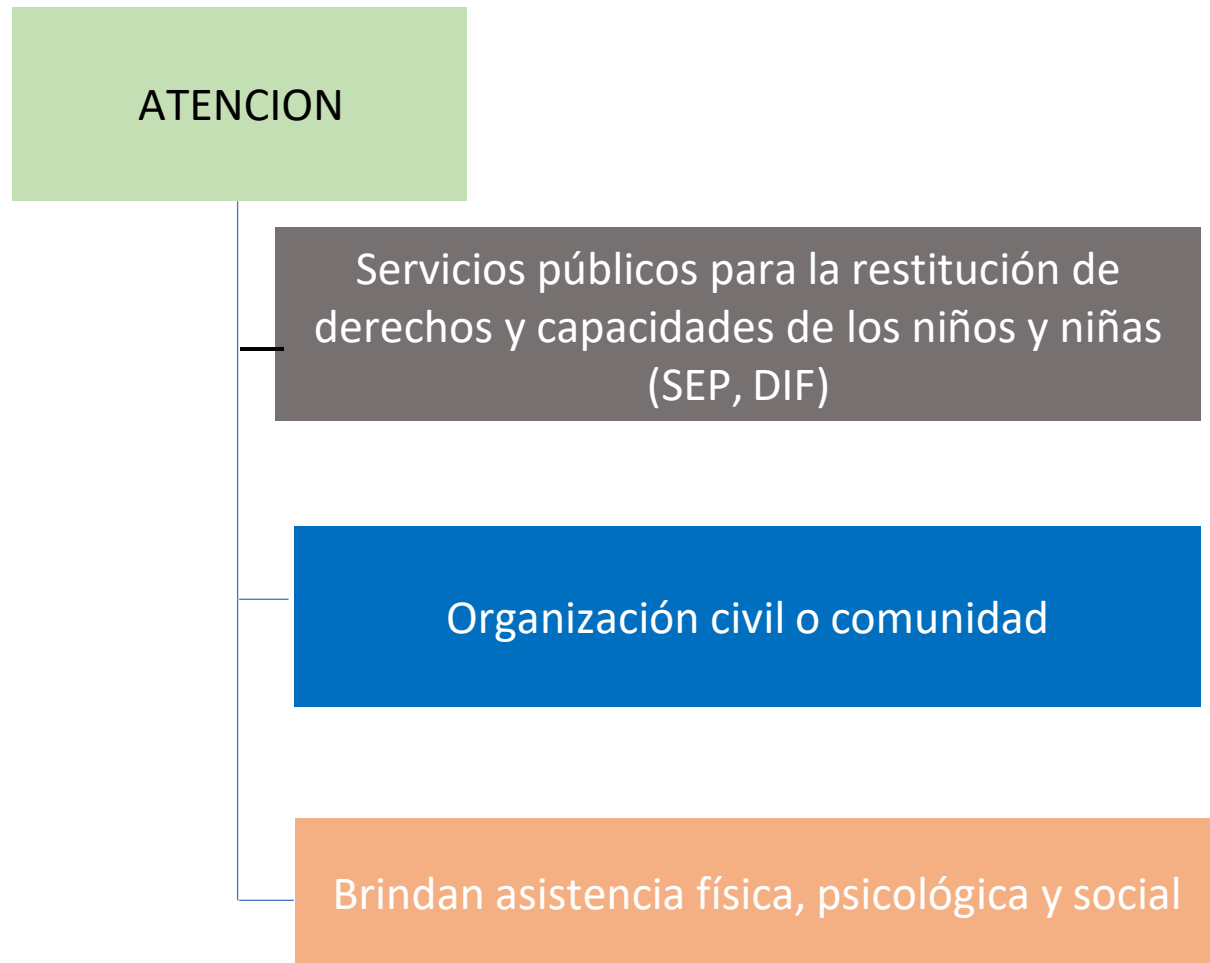 ATENCION
Servicios públicos para la restitución de
derechos y capacidades de los niños y niñas
(SEP, DIF)
Organización civil o comunidad
Brindan asistencia física, psicológica y social